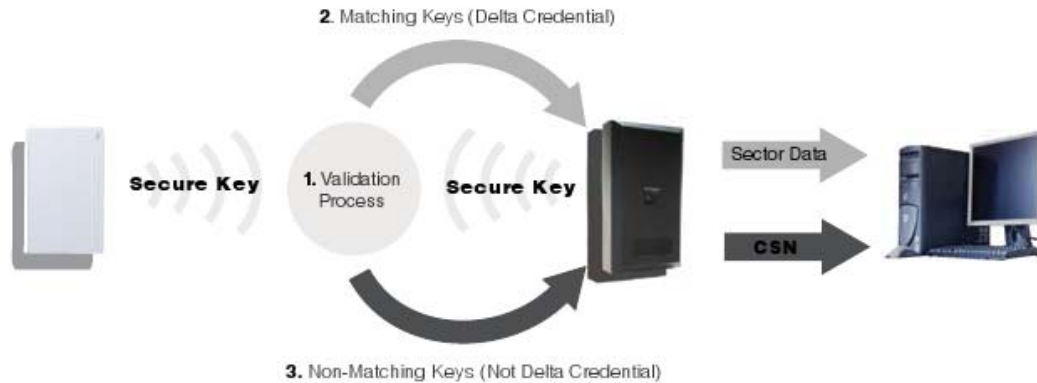 2. Matching Keys (Delta Credential)
Secure Key
1. Validation
Process
Secure Key
Sector Data
CSN
3. Non-Matching Keys (Not Delta Credential)